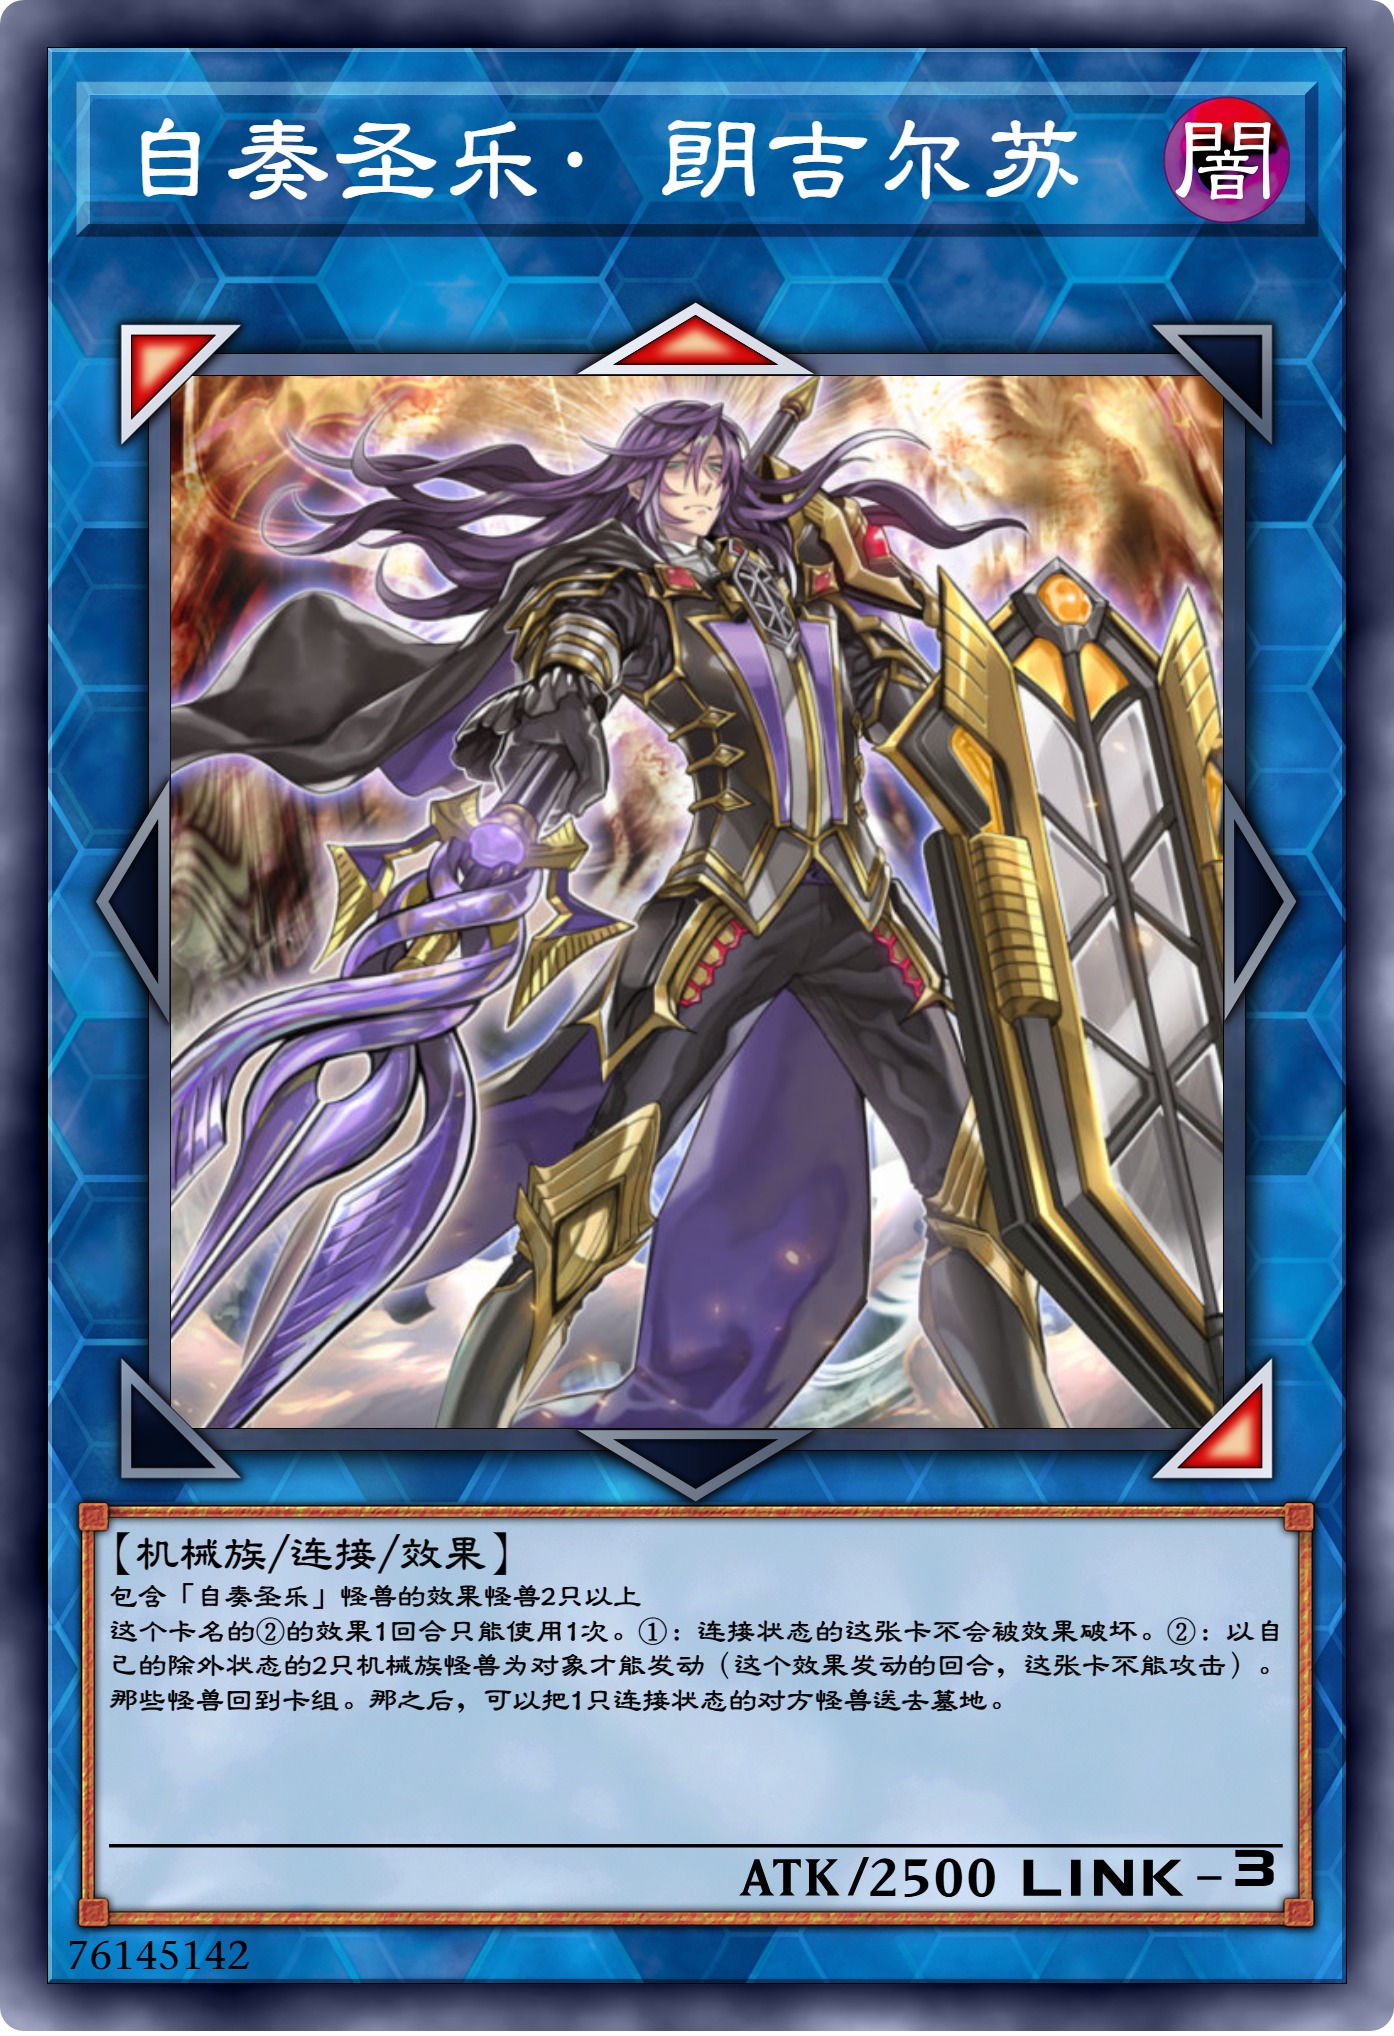 自奏圣乐·朗吉尔苏
闇
【机械族/连接/效果】
包含「自奏圣乐」怪兽的效果怪兽2只以上
这个卡名的②的效果1回合只能使用1次。①：连接状态的这张卡不会被效果破坏。②：以自
己的除外状态的2只机械族怪兽为对象才能发动（这个效果发动的回合，这张卡不能攻击）。
那些怪兽回到卡组。那之后，可以把1只连接状态的对方怪兽送去墓地。
ATK/2500 LINK-3
76145142